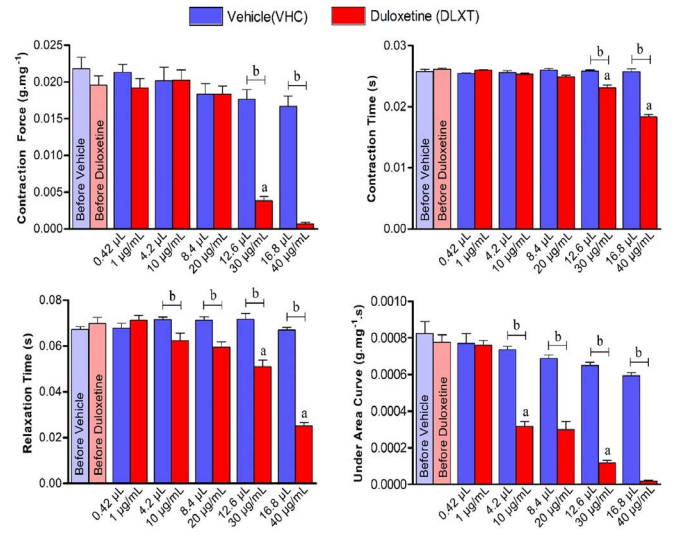 Vehicle(VHC) Duloxetine (DLXT)
Contraction Force (g.mg⁻¹)
0.025
0.020
0.015
0.010
0.005
0.000
Before Vehicle
Before Duloxetine
b
b
a
a
0.42 µL
1 µg/mL
4.2 µL
10 µg/mL
8.4 µL
20 µg/mL
12.6 µL
30 µg/mL
16.8 µL
40 µg/mL
Contraction Time (s)
0.03
0.02
0.01
0.00
Before Vehicle
Before Duloxetine
b
b
a
a
0.42 µL
1 µg/mL
4.2 µL
10 µg/mL
8.4 µL
20 µg/mL
12.6 µL
30 µg/mL
16.8 µL
40 µg/mL
Relaxation Time (s)
0.08
0.06
0.04
0.02
0.00
Before Vehicle
Before Duloxetine
b
b
b
b
a
a
0.42 µL
1 µg/mL
4.2 µL
10 µg/mL
8.4 µL
20 µg/mL
12.6 µL
30 µg/mL
16.8 µL
40 µg/mL
Under Area Curve (g.mg⁻¹.s)
0.0010
0.0008
0.0006
0.0004
0.0002
0.0000
Before Vehicle
Before Duloxetine
b
b
b
b
a
a
a
0.42 µL
1 µg/mL
4.2 µL
10 µg/mL
8.4 µL
20 µg/mL
12.6 µL
30 µg/mL
16.8 µL
40 µg/mL